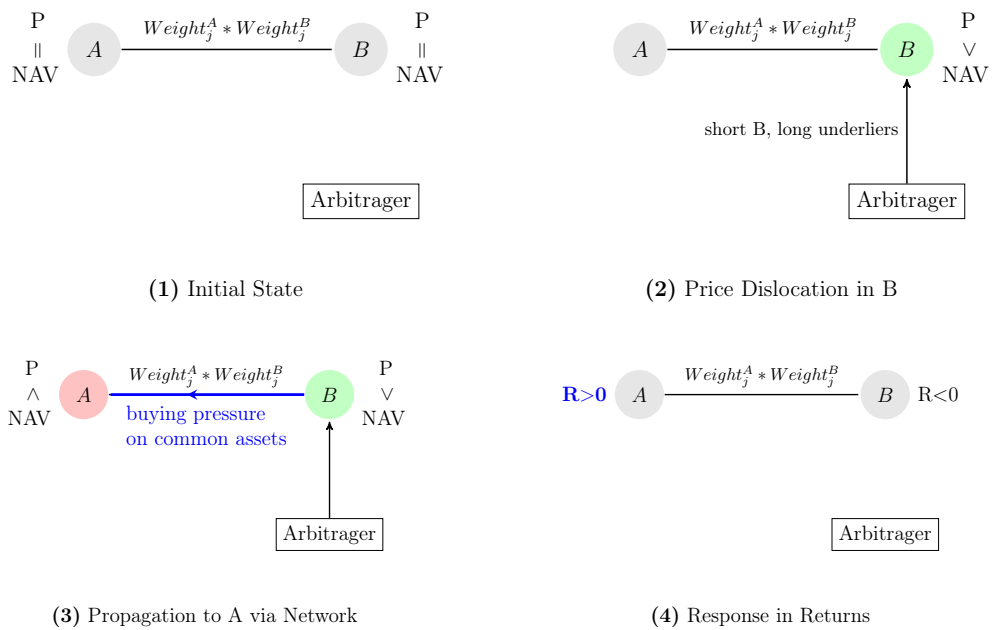 P
=
NAV
A
Weight_j^A * Weight_j^B
B
P
=
NAV
Arbitrager
(1) Initial State
A
Weight_j^A * Weight_j^B
B
P
∨
NAV
short B, long underliers
Arbitrager
(2) Price Dislocation in B
P
∧
NAV
A
Weight_j^A * Weight_j^B
buying pressure
on common assets
B
P
∨
NAV
Arbitrager
(3) Propagation to A via Network
R>0
A
Weight_j^A * Weight_j^B
B
R<0
Arbitrager
(4) Response in Returns